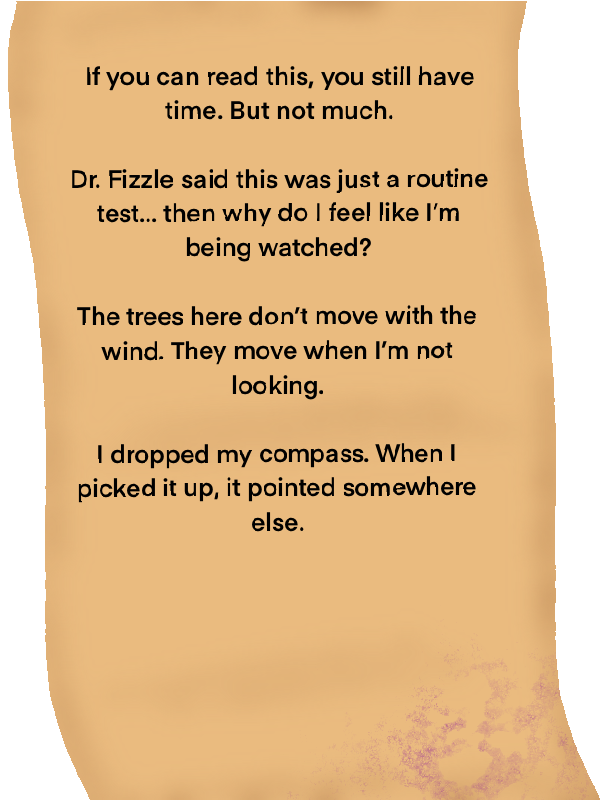 If you can read this, you still have
time. But not much.
Dr. Fizzle said this was just a routine
test... then why do I feel like I'm
being watched?
The trees here don't move with the
wind. They move when I'm not
looking.
I dropped my compass. When I
picked it up, it pointed somewhere
else.